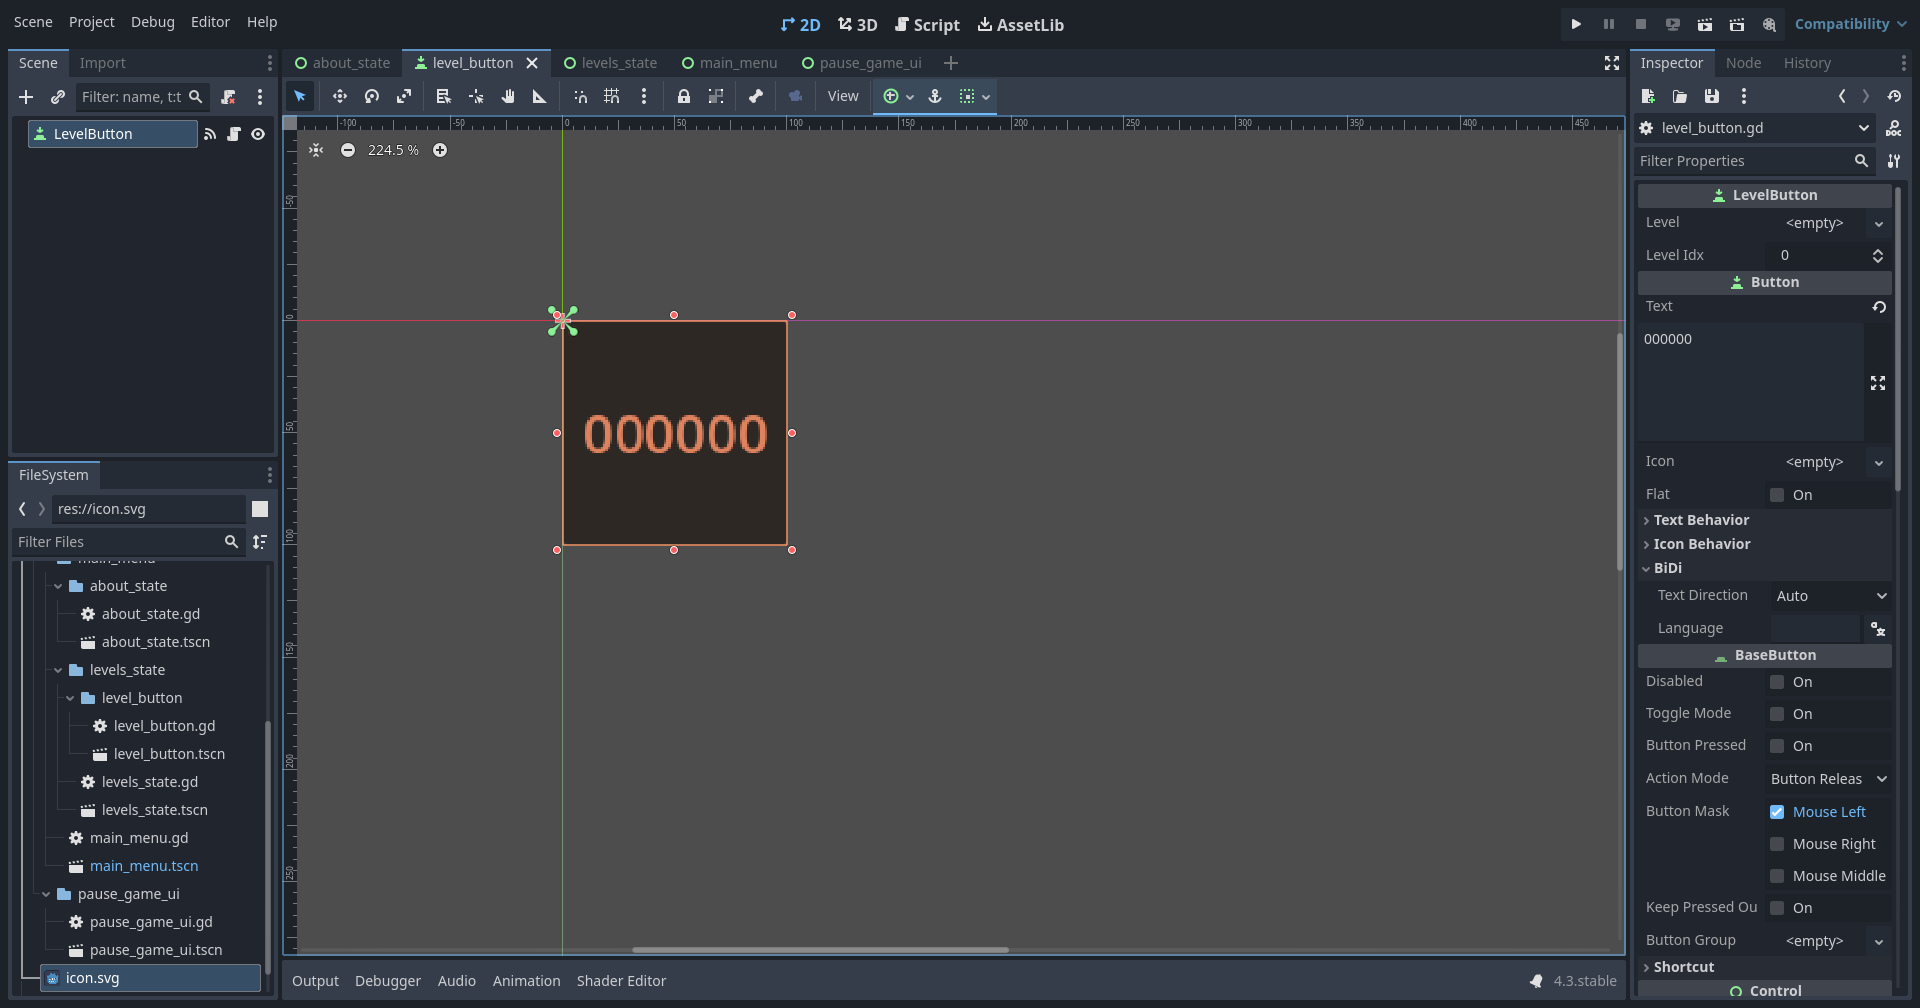 Scene Project Debug Editor Help
2D 3D Script AssetLib
Compatibility
Scene Import
Filter: name, t:t
LevelButton
FileSystem
res://icon.svg
Filter Files
about_state
about_state.gd
about_state.tscn
levels_state
level_button
level_button.gd
level_button.tscn
levels_state.gd
levels_state.tscn
main_menu.gd
main_menu.tscn
pause_game_ui
pause_game_ui.gd
pause_game_ui.tscn
icon.svg
about_state level_button levels_state main_menu pause_game_ui
View
-100 -50 0 50 100 150 200 250 300 350 400 450
224.5 %
-50
0
50
100
150
200
250
000000
Output Debugger Audio Animation Shader Editor
4.3.stable
Inspector Node History
level_button.gd
DOC
Filter Properties
LevelButton
Level <empty>
Level Idx 0
Button
Text
000000
Icon <empty>
Flat On
Text Behavior
Icon Behavior
BiDi
Text Direction Auto
Language
BaseButton
Disabled On
Toggle Mode On
Button Pressed On
Action Mode Button Releas
Button Mask Mouse Left
Mouse Right
Mouse Middle
Keep Pressed Ou On
Button Group <empty>
Shortcut
Control